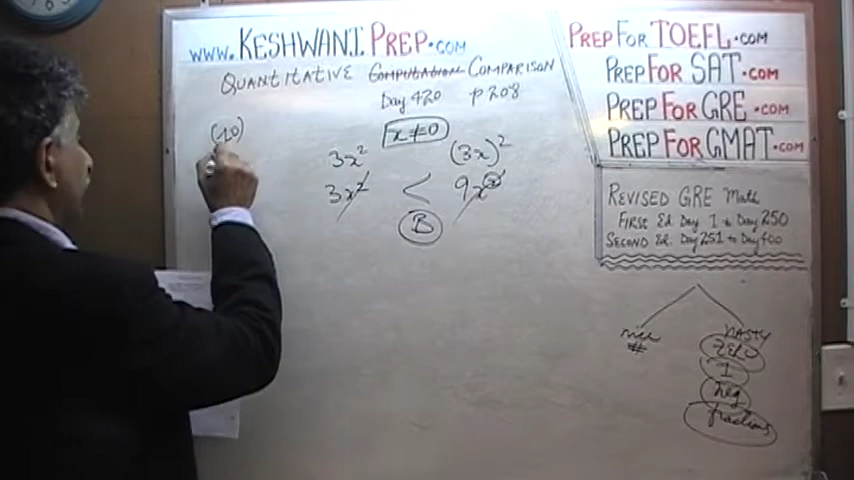 www.KESHWANI PREP.COM
QUANTITATIVE COMPUTATION COMPARISON
Day 420 p 208
(10)
x ≠ 0
3x² (3x)²
3x² < 9x²
B
PREP FOR TOEFL.COM
PREP FOR SAT.COM
PREP FOR GRE.COM
PREP FOR GMAT.COM
REVISED GRE Math
FIRST Ed Day 1 to Day 250
SECOND Ed. Day 251 to Day 400
#
NASTY
ZERO
1
Neg
fractions